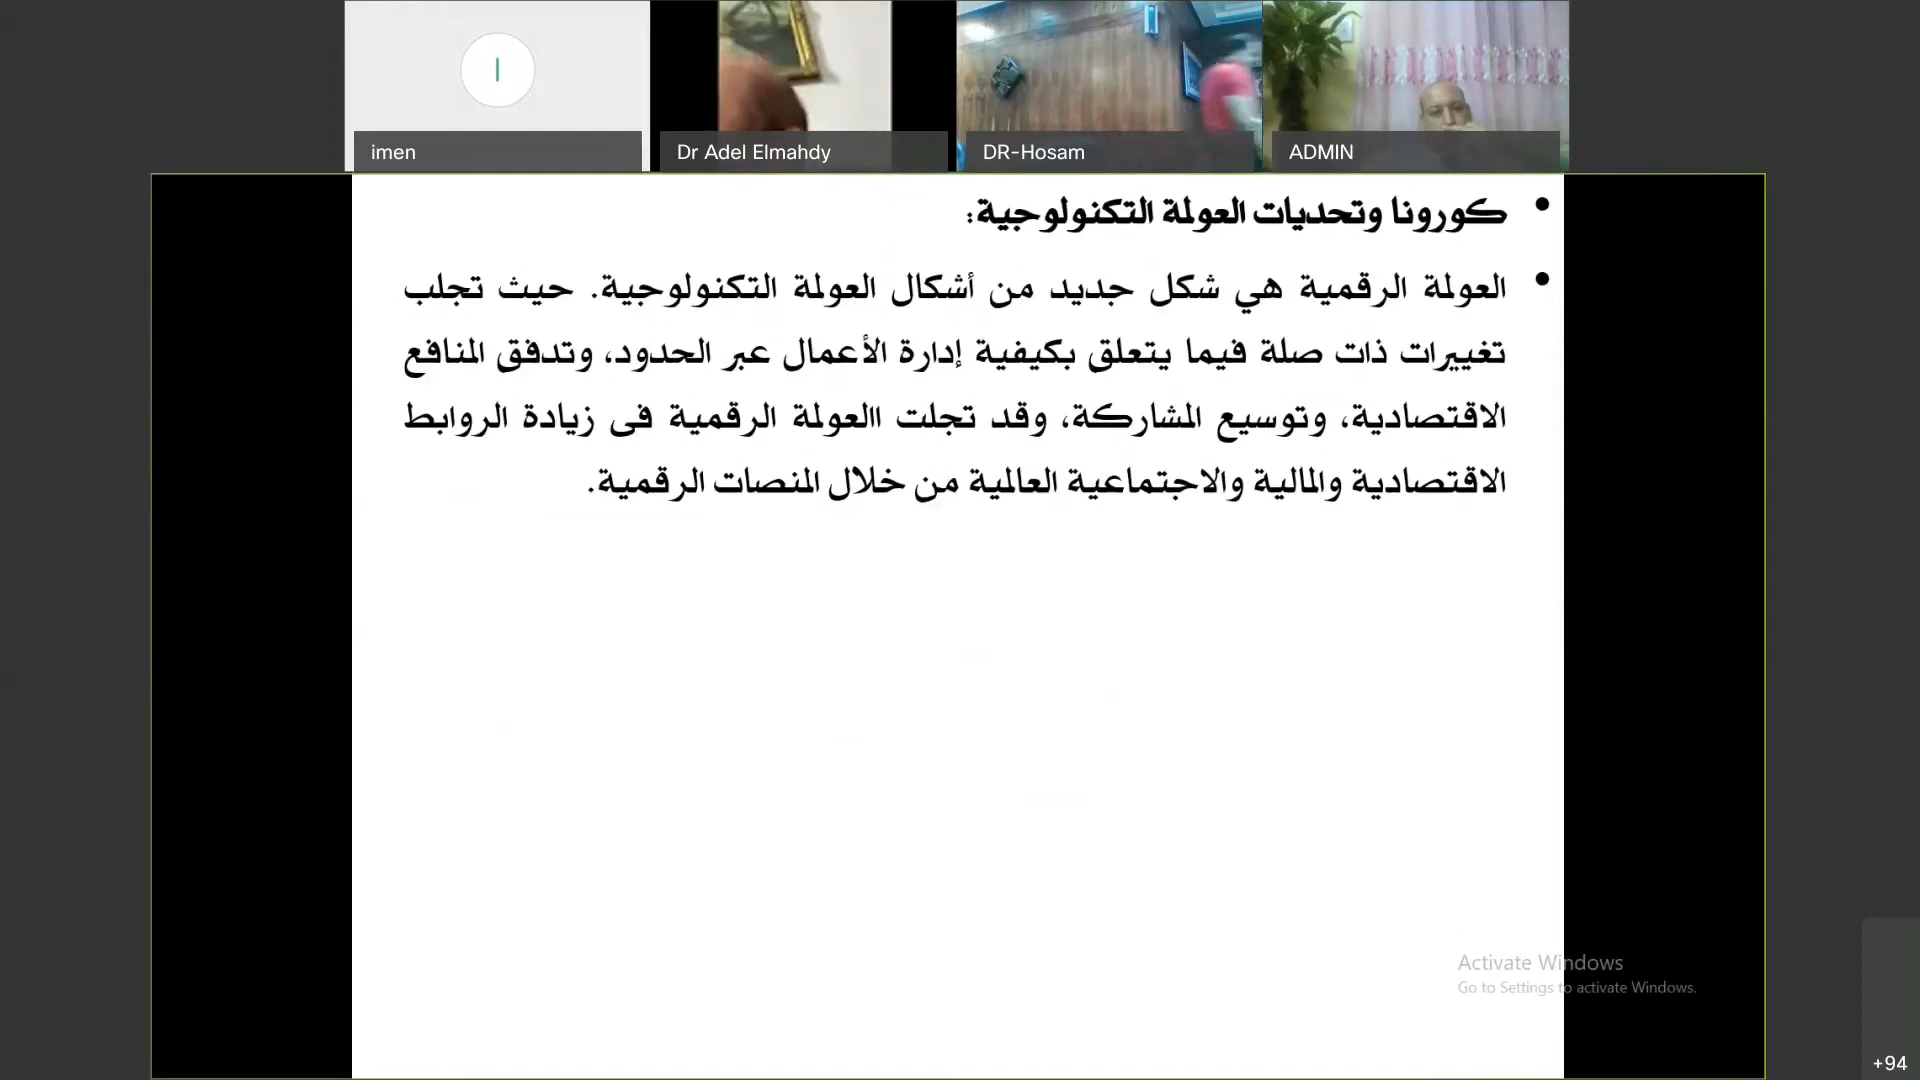 I
imen
Dr Adel Elmahdy
DR-Hosam
ADMIN
• كورونا وتحديات العولمة التكنولوجية:
• العولمة الرقمية هي شكل جديد من أشكال العولمة التكنولوجية. حيث تجلب
تغييرات ذات صلة فيما يتعلق بكيفية إدارة الأعمال عبر الحدود، وتدفق المنافع
الاقتصادية، وتوسيع المشاركة، وقد تجلت االعولمة الرقمية فى زيادة الروابط
الاقتصادية والمالية والاجتماعية العالمية من خلال المنصات الرقمية.
Activate Windows
Go to Settings to activate Windows.
+94